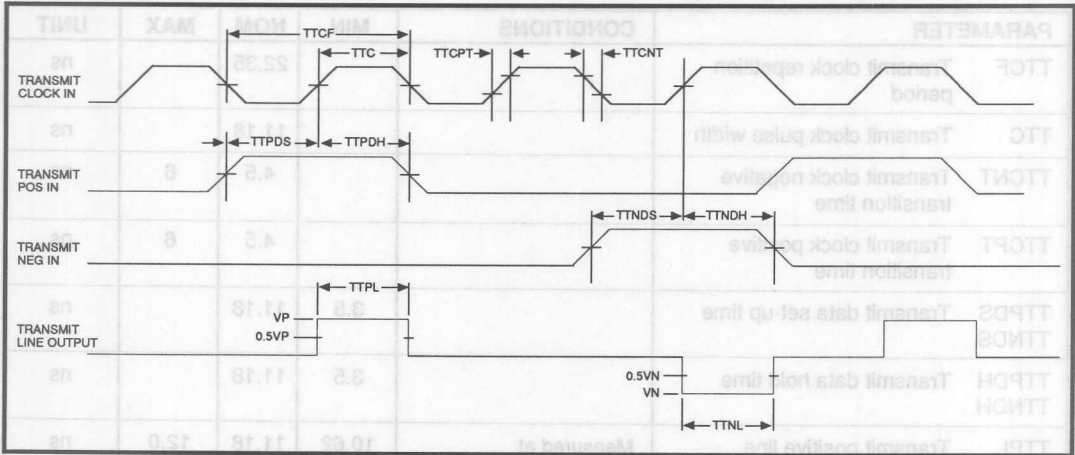 TTCF
TTC
TTCPT
TTCNT
TRANSMIT
CLOCK IN
TTPDS
TTPDH
TRANSMIT
POS IN
TTNDS
TTNDH
TRANSMIT
NEG IN
TTPL
VP
0.5VP
TRANSMIT
LINE OUTPUT
0.5VN
VN
TTNL
PARAMETER CONDITIONS MIN NOM MAX UNIT
TTCF Transmit clock repetition 22.35 ns
period
TTC Transmit clock pulse width 11.18 ns
TTCNT Transmit clock negative 4.5 6 ns
transition time
TTCPT Transmit clock positive 4.5 6 ns
transition time
TTPDS Transmit data set-up time 3.5 11.18 ns
TTNDS
TTPDH Transmit data hold time 3.5 11.18 ns
TTNDH
TTPL Transmit positive line Measured at 10.62 11.18 12.0 ns